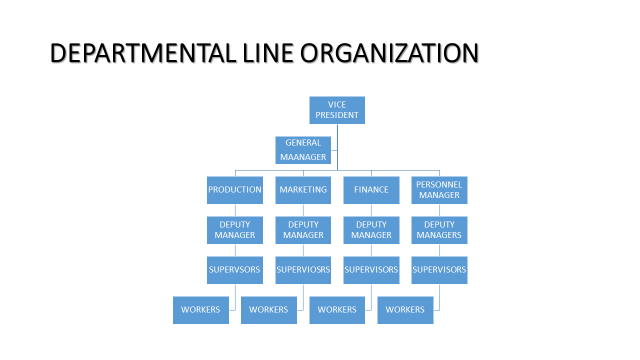 DEPARTMENTAL LINE ORGANIZATION
VICE
PRESIDENT
GENERAL
MAANAGER
PRODUCTION
MARKETING
FINANCE
PERSONNEL
MANAGER
DEPUTY
MANAGER
DEPUTY
MANAGER
DEPUTY
MANAGER
DEPUTY
MANAGERS
SUPERVSORS
SUPERVIOSRS
SUPERVISORS
SUPERVISORS
WORKERS
WORKERS
WORKERS
WORKERS